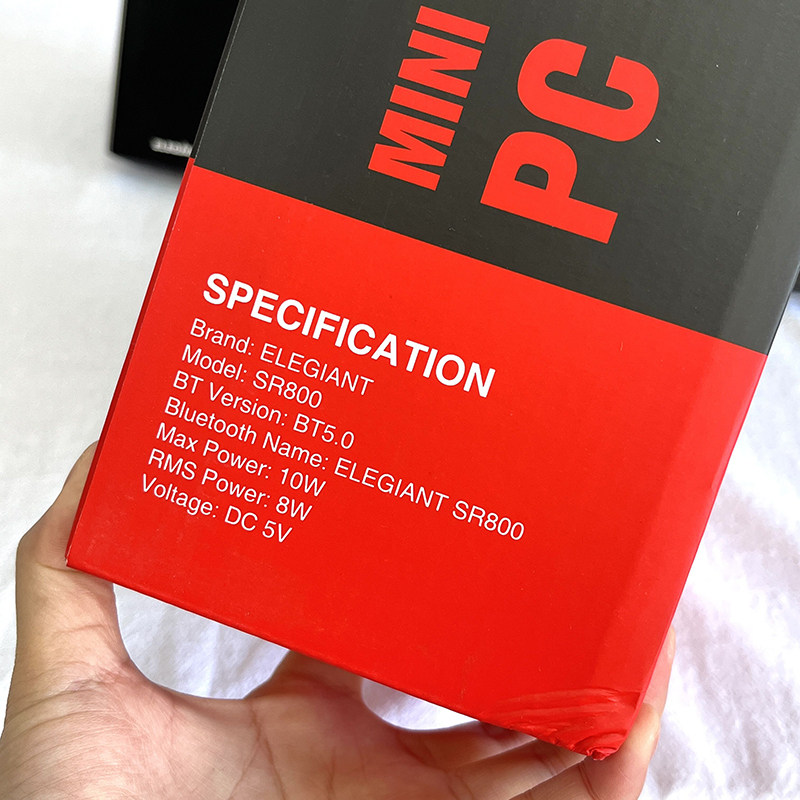 MINI
PC
SPECIFICATION
Brand: ELEGIANT
Model: SR800
BT Version: BT5.0
Bluetooth Name: ELEGIANT SR800
Max Power: 10W
RMS Power: 8W
Voltage: DC 5V